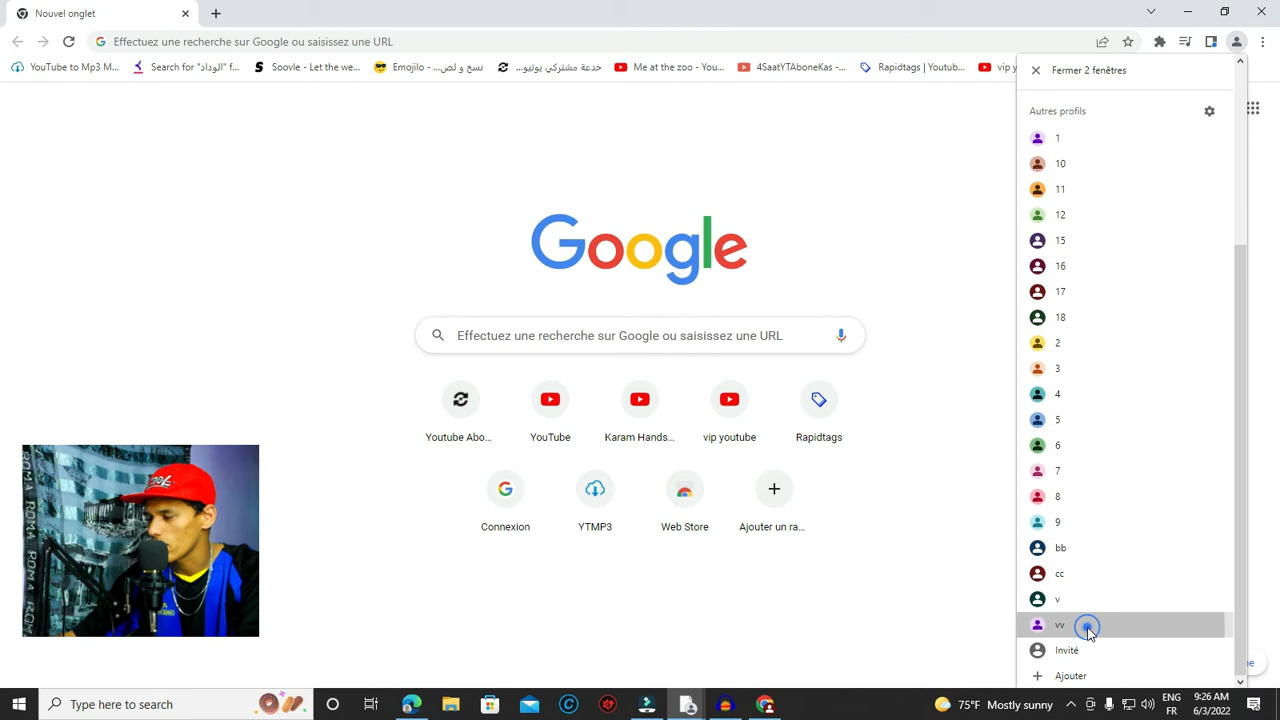 Nouvel onglet
Effectuez une recherche sur Google ou saisissez une URL
YouTube to Mp3 M...
Search for "الوداد" f...
Soovle - Let the we...
Emojilo - نسخ و لص...
خدعة مشتركي يوتيو...
Me at the zoo - You...
4SaatYTAboneKas -...
Rapidtags | Youtub...
vip y
Fermer 2 fenêtres
Autres profils
1
10
11
12
15
16
17
18
2
3
4
5
6
7
8
9
bb
cc
v
vv
Invité
Ajouter
Google
Effectuez une recherche sur Google ou saisissez une URL
Youtube Abo...
YouTube
Karam Hands...
vip youtube
Rapidtags
Connexion
YTMP3
Web Store
Ajouter un ra...
ROMA ROMA
Type here to search
75°F Mostly sunny
ENG
FR
9:26 AM
6/3/2022